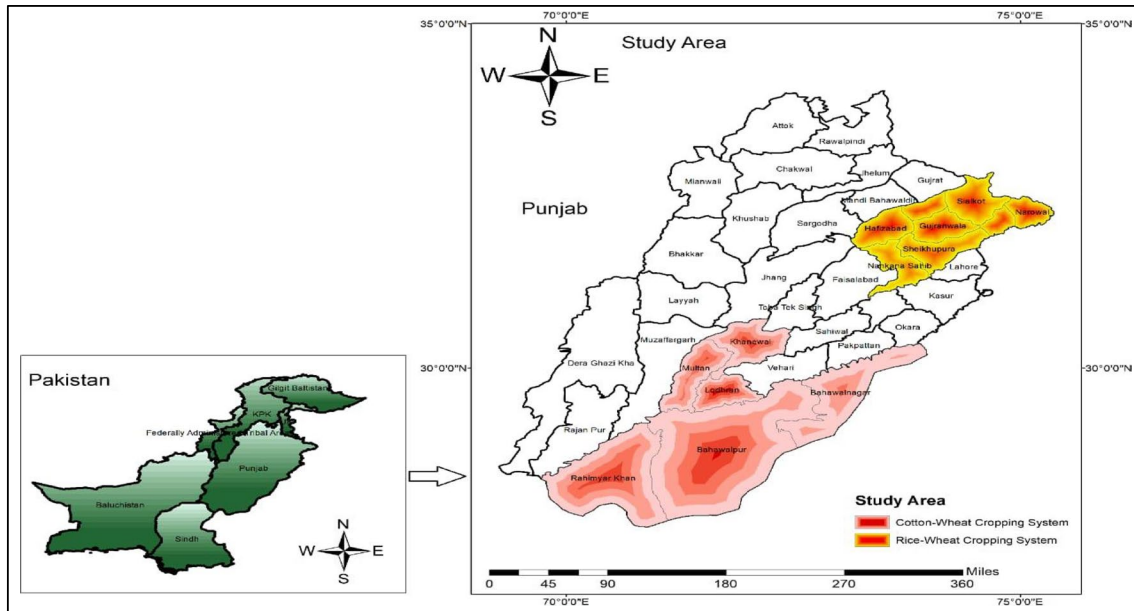 70°0'0"E
75°0'0"E
35°0'0"N
35°0'0"N
Study Area
N
W
E
S
Punjab
Attok
Rawalpindi
Chakwal
Jhelum
Mianwali
Gujrat
Mandi Bahawaldin
Sialkot
Narowal
Khushab
Sargodha
Hafizabad
Gujranwala
Sheikhupura
Bhakkar
Nankana Sahib
Lahore
Jhang
Faisalabad
Layyah
Kasur
Toba Tek Singh
Okara
Sahiwal
Khanewal
Muzaffargarh
Pakpattan
30°0'0"N
30°0'0"N
Dera Ghazi Kha
Multan
Vehari
Lodhran
Bahawalnagar
Rajan Pur
Bahawalpur
Rahimyar Khan
Study Area
Cotton-Wheat Cropping System
Rice-Wheat Cropping System
Miles
0 45 90 180 270 360
70°0'0"E
75°0'0"E
Pakistan
Gilgit Baltistan
KPK
Punjab
Baluchistan
Sindh
N
W
E
S